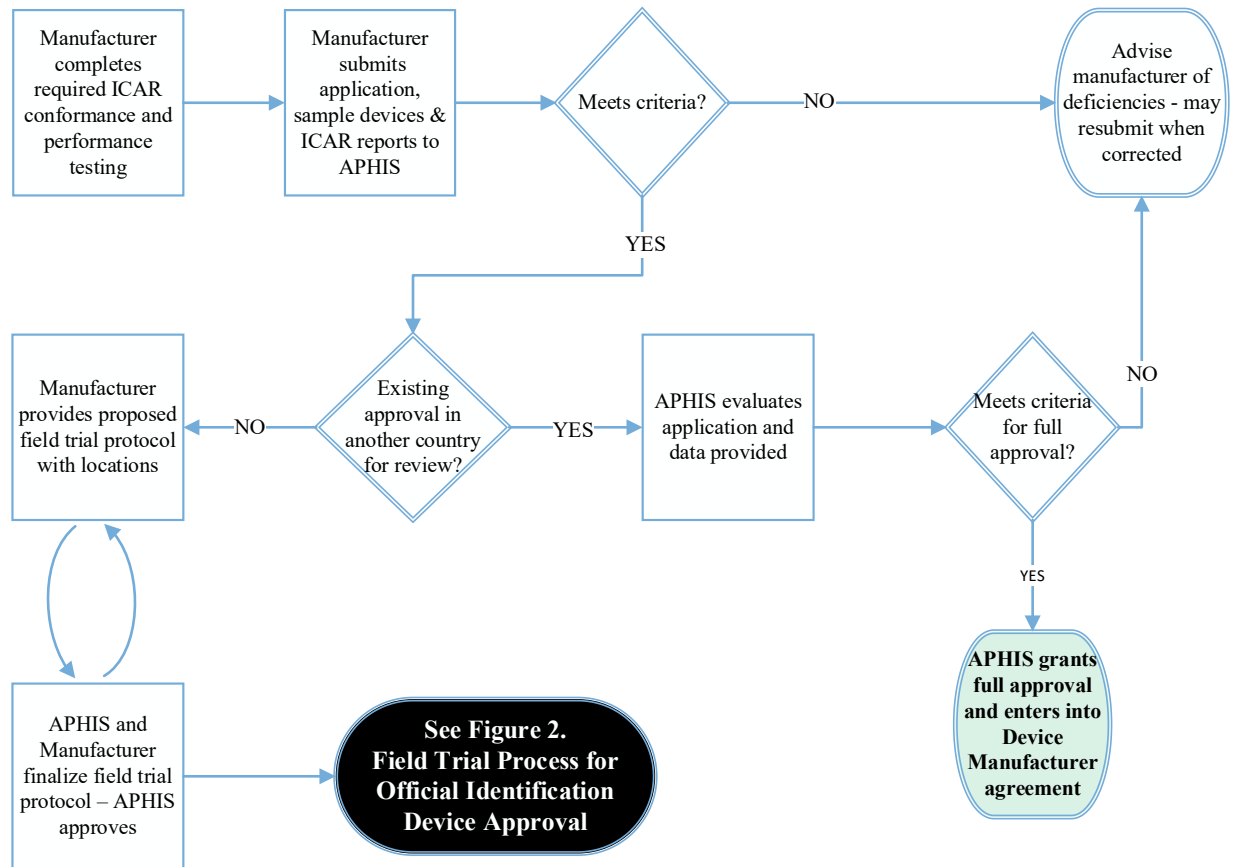 Manufacturer
completes
required ICAR
conformance and
performance
testing
Manufacturer
submits
application,
sample devices &
ICAR reports to
APHIS
Meets criteria?
NO
Advise
manufacturer of
deficiencies - may
resubmit when
corrected
YES
Manufacturer
provides proposed
field trial protocol
with locations
NO
Existing
approval in
another country
for review?
YES
APHIS evaluates
application and
data provided
Meets criteria
for full
approval?
NO
YES
APHIS grants
full approval
and enters into
Device
Manufacturer
agreement
APHIS and
Manufacturer
finalize field trial
protocol – APHIS
approves
See Figure 2.
Field Trial Process for
Official Identification
Device Approval